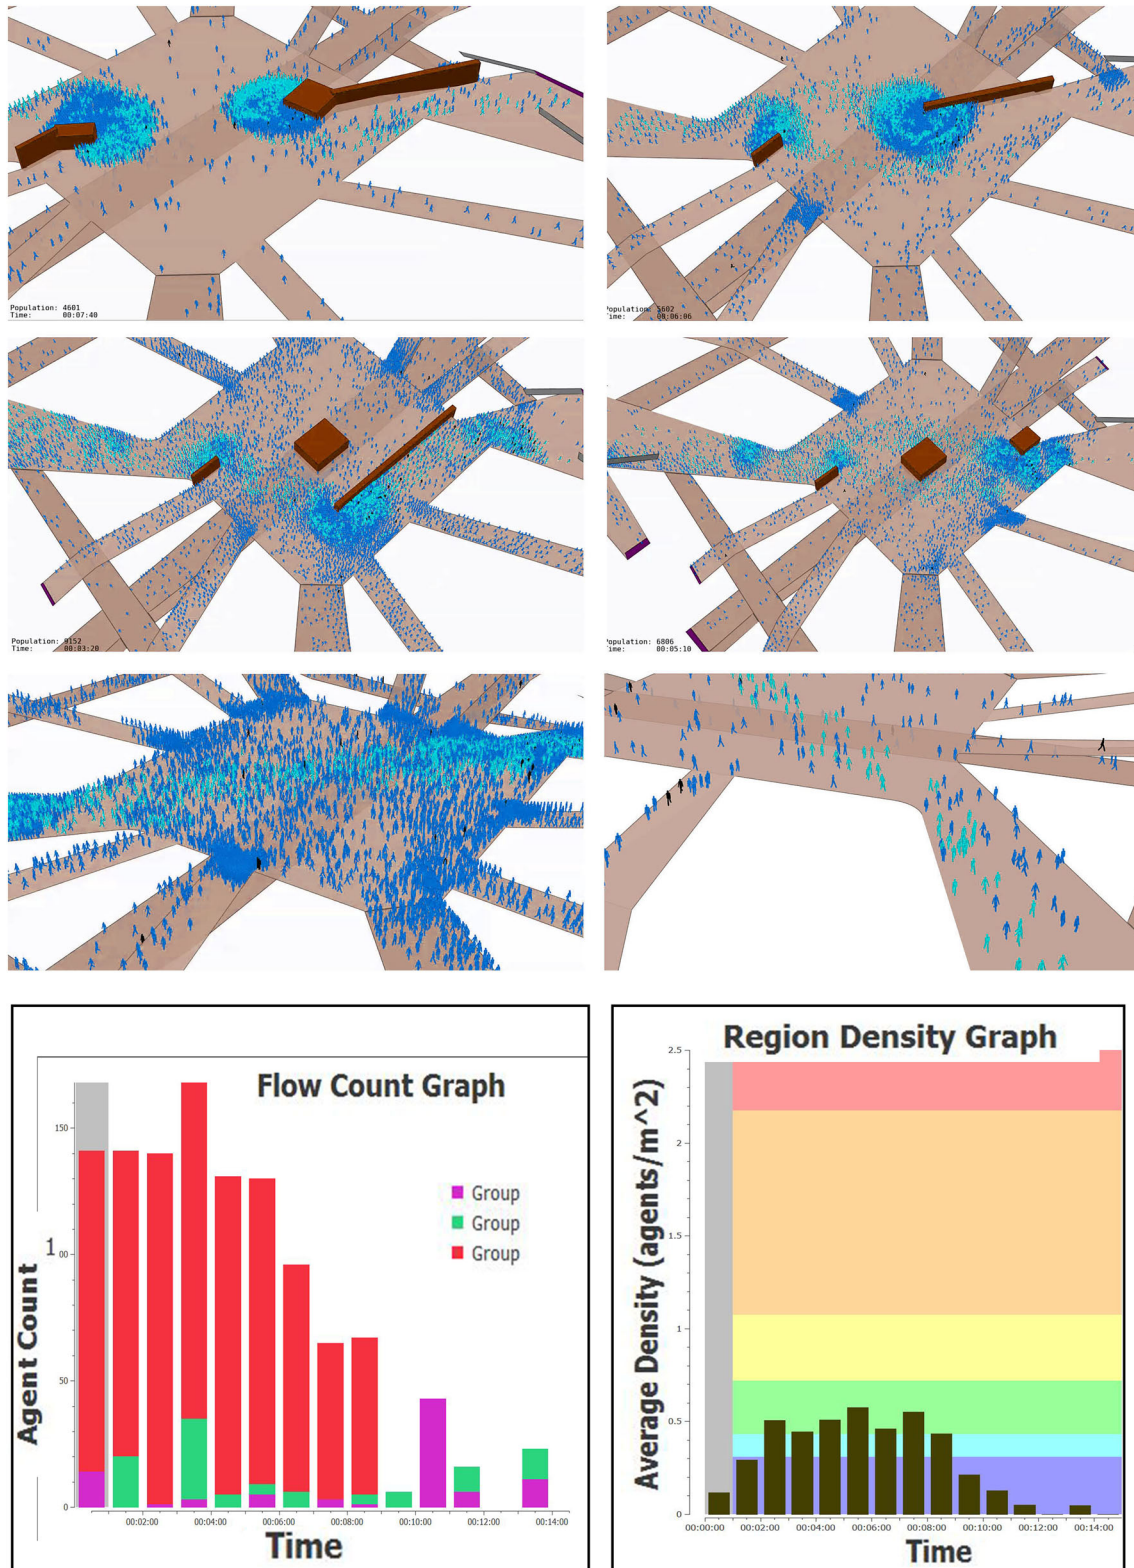 Population: 4601
Time: 00:07:40
Population: 5602
Time: 00:06:06
Population: 9152
Time: 00:03:20
Population: 6806
Time: 00:05:10
Flow Count Graph
Agent Count
150
100
50
0
Group
Group
Group
00:02:00 00:04:00 00:06:00 00:08:00 00:10:00 00:12:00 00:14:00
Time
Region Density Graph
Average Density (agents/m^2)
2.5
2
1.5
1
0.5
0
00:00:00 00:02:00 00:04:00 00:06:00 00:08:00 00:10:00 00:12:00 00:14:00
Time